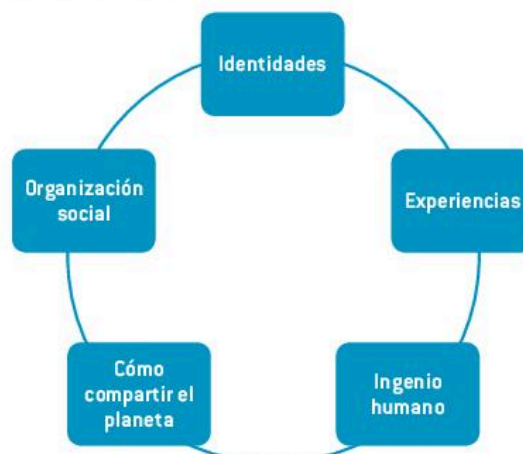 Identidades
Experiencias
Ingenio
humano
Cómo
compartir el
planeta
Organización
social